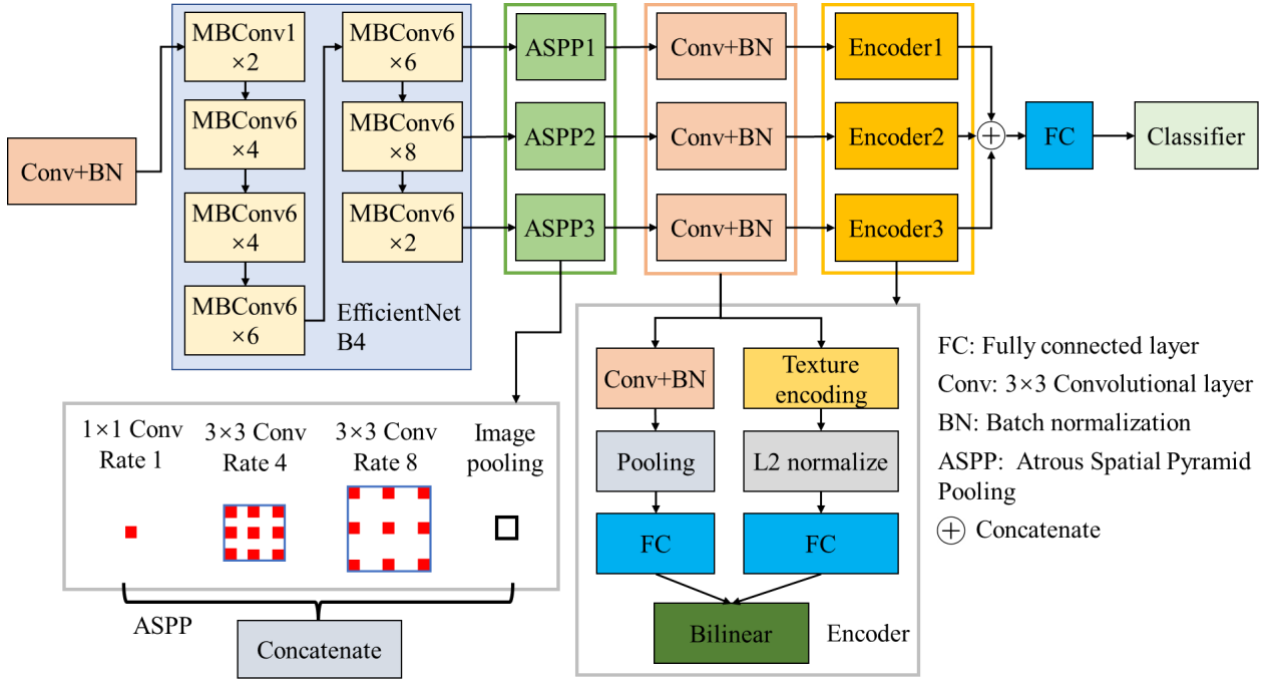 Conv+BN
MBConv1
×2
MBConv6
×4
MBConv6
×4
MBConv6
×6
MBConv6
×6
MBConv6
×8
MBConv6
×2
EfficientNet
B4
ASPP1
ASPP2
ASPP3
Conv+BN
Conv+BN
Conv+BN
Encoder1
Encoder2
Encoder3
FC
Classifier
1×1 Conv
Rate 1
3×3 Conv
Rate 4
3×3 Conv
Rate 8
Image
pooling
ASPP
Concatenate
Conv+BN
Pooling
FC
Texture
encoding
L2 normalize
FC
Bilinear
Encoder
FC: Fully connected layer
Conv: 3×3 Convolutional layer
BN: Batch normalization
ASPP: Atrous Spatial Pyramid
Pooling
Concatenate